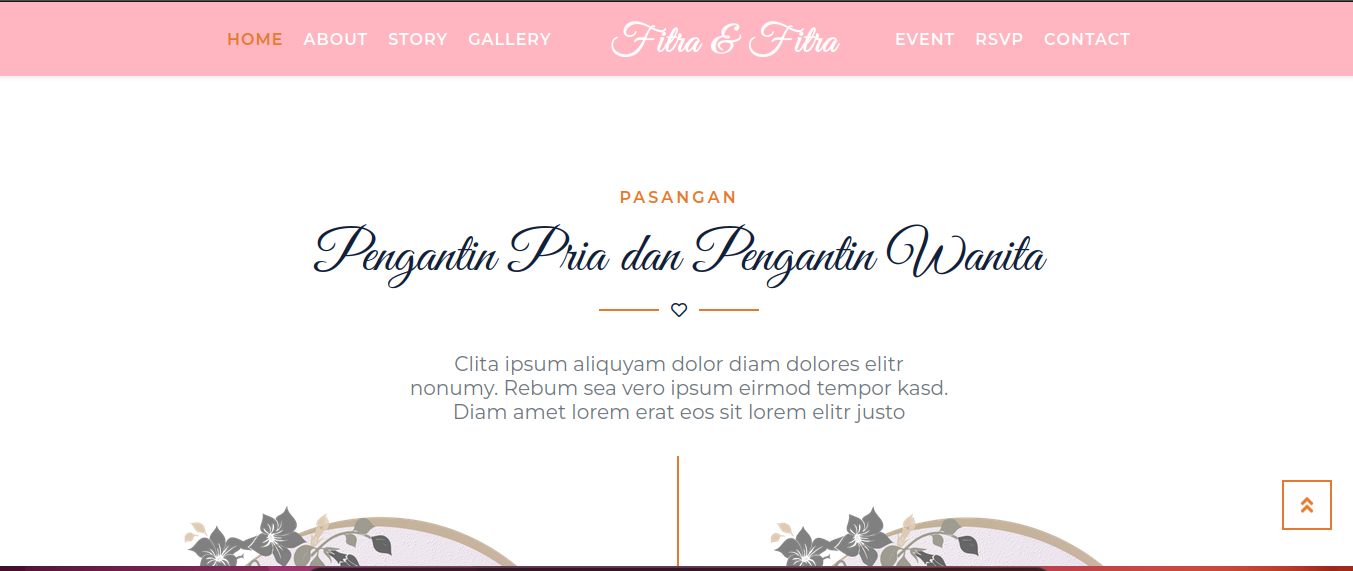 HOME ABOUT STORY GALLERY Fitra & Fitra EVENT RSVP CONTACT
PASANGAN
Pengantin Pria dan Pengantin Wanita
Clita ipsum aliquyam dolor diam dolores elitr
nonumy. Rebum sea vero ipsum eirmod tempor kasd.
Diam amet lorem erat eos sit lorem elitr justo